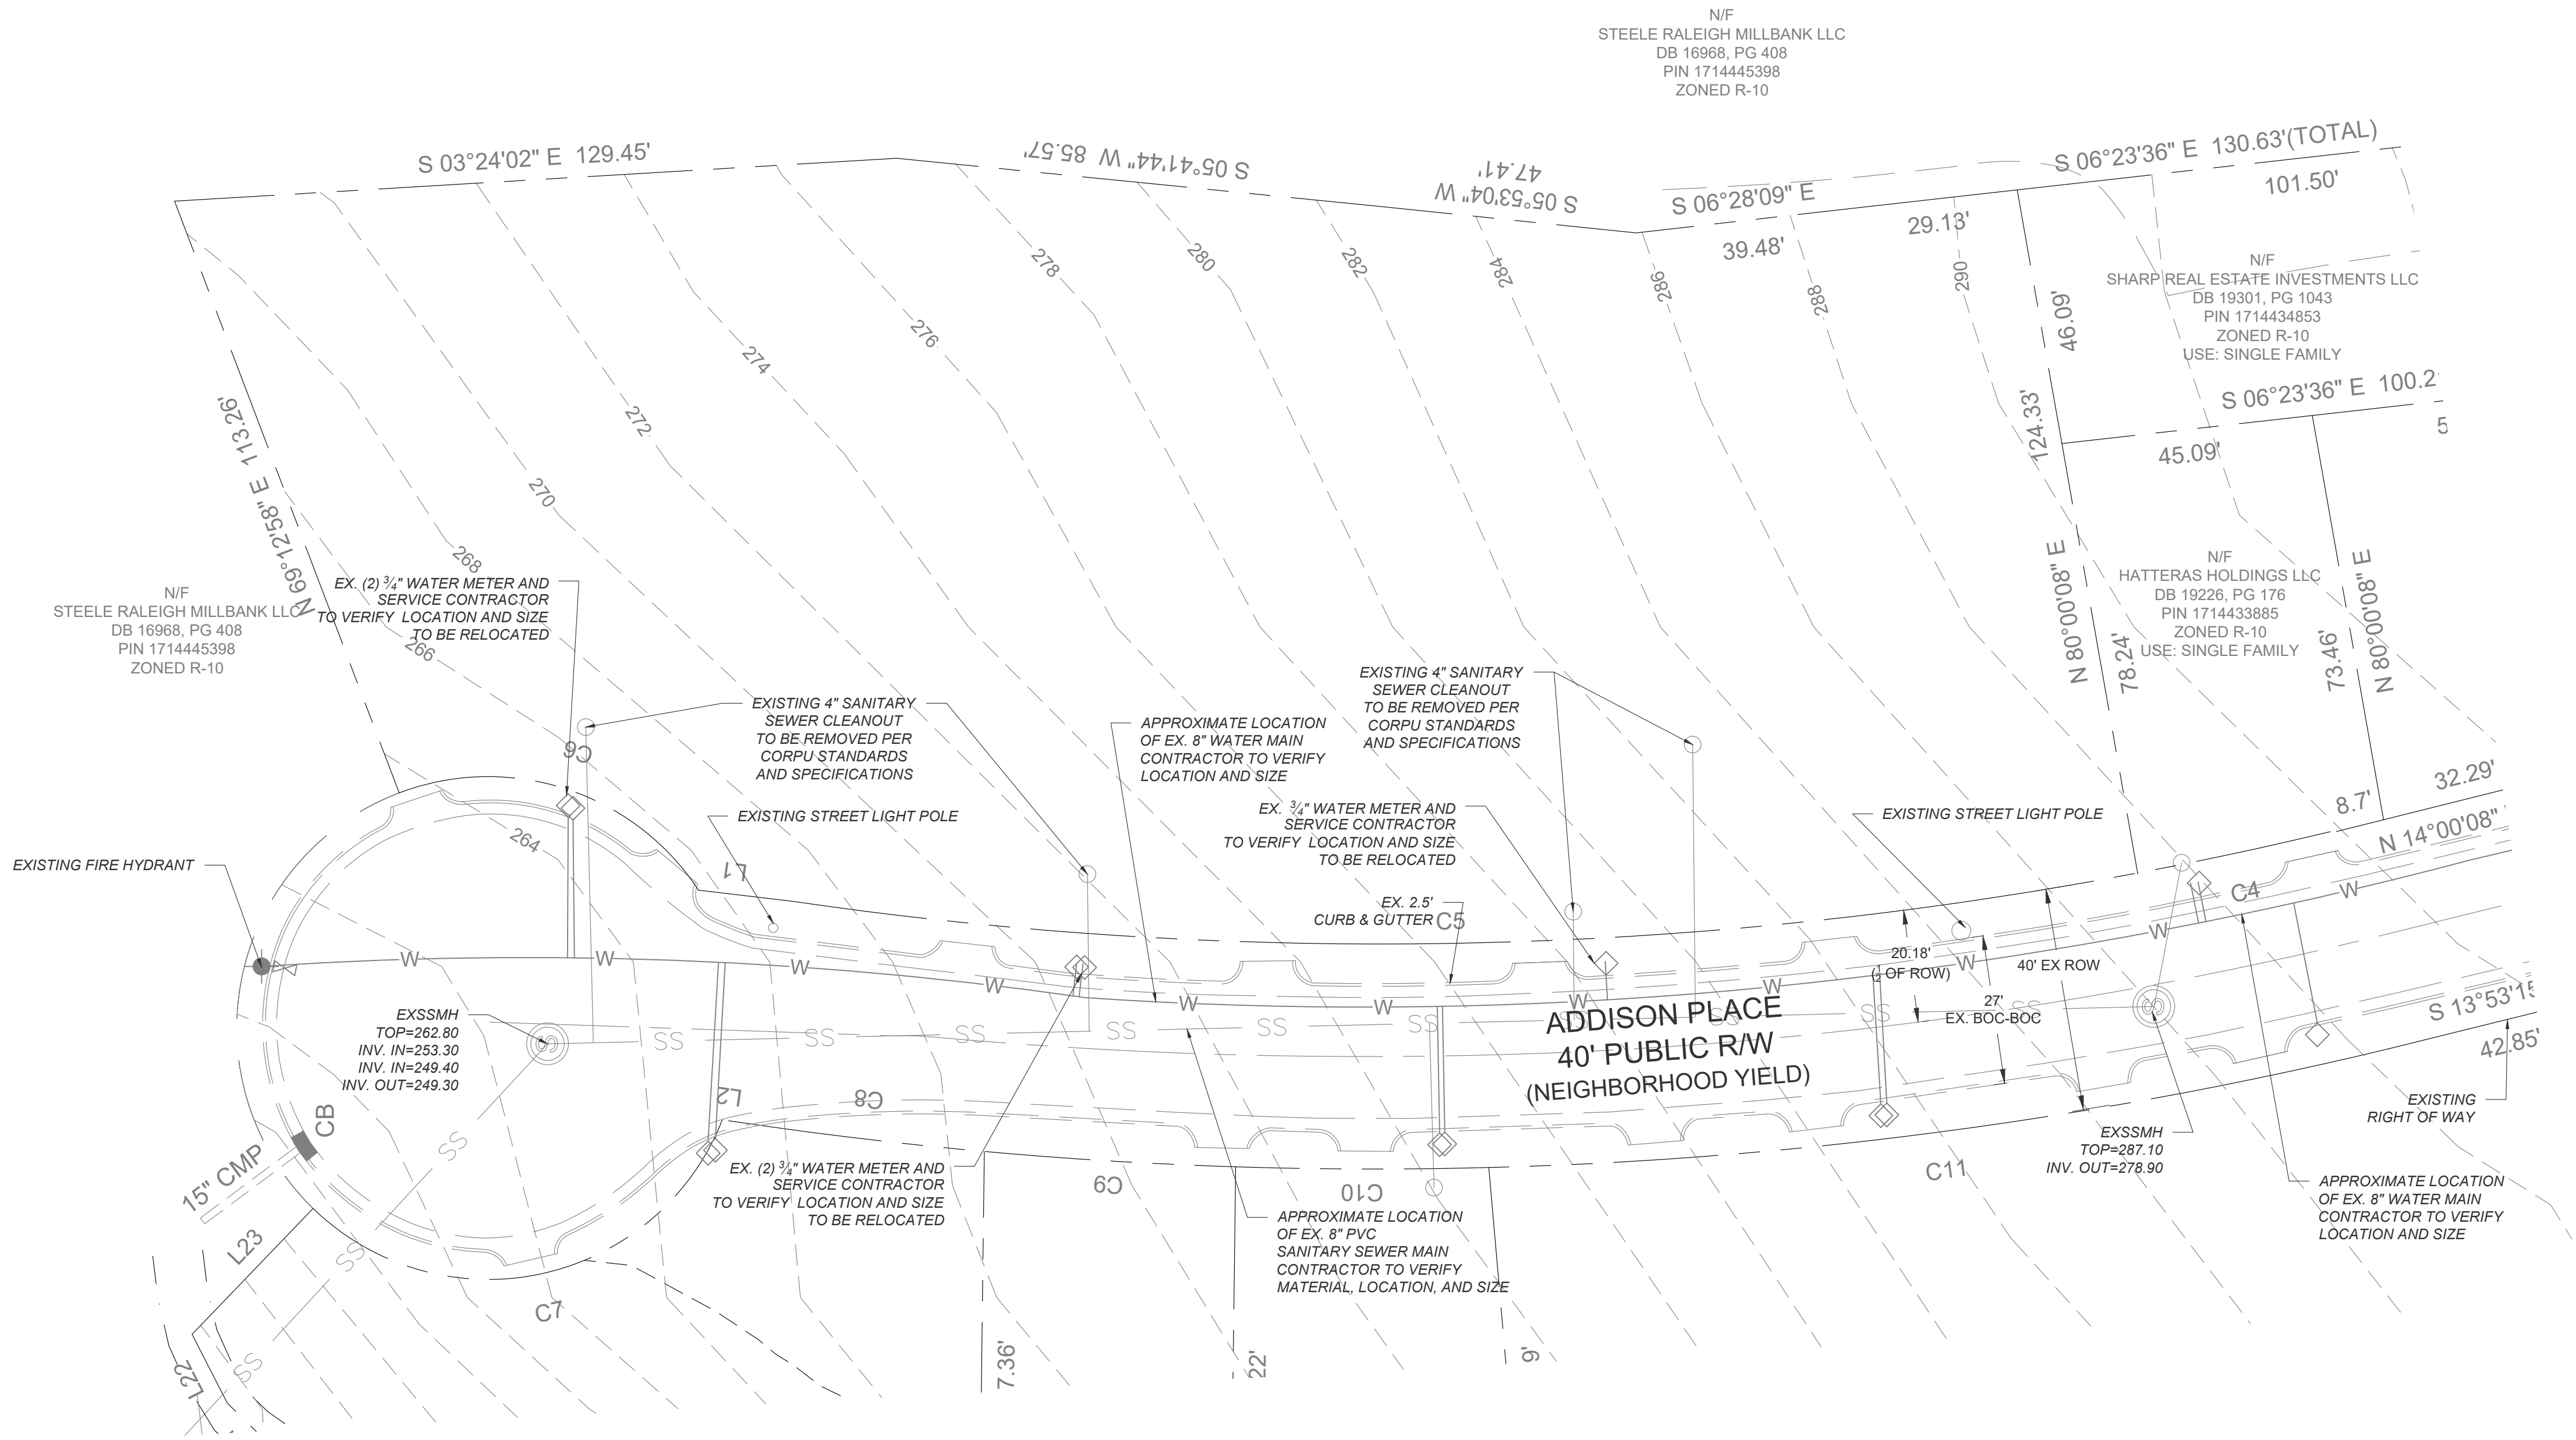 N/F
STEELE RALEIGH MILLBANK LLC
DB 16968, PG 408
PIN 1714445398
ZONED R-10
S 03°24'02" E 129.45'
S 05°41'44" W 85.57'
S 05°53'04" W
47.41'
S 06°28'09" E
39.48'
29.13'
S 06°23'36" E 130.63'(TOTAL)
101.50'
N/F
SHARP REAL ESTATE INVESTMENTS LLC
DB 19301, PG 1043
PIN 1714434853
ZONED R-10
USE: SINGLE FAMILY
46.09'
124.33'
S 06°23'36" E 100.2
45.09'
5
278
280
282
284
286
288
290
276
274
272
270
268
266
264
N 69°12'58" E 113.26'
N/F
STEELE RALEIGH MILLBANK LLC
DB 16968, PG 408
PIN 1714445398
ZONED R-10
EX. (2) ¾" WATER METER AND
SERVICE CONTRACTOR
TO VERIFY LOCATION AND SIZE
TO BE RELOCATED
N/F
HATTERAS HOLDINGS LLC
DB 19226, PG 176
PIN 1714433885
ZONED R-10
USE: SINGLE FAMILY
N 80°00'08" E
78.24'
73.46'
N 80°00'08" E
EXISTING 4" SANITARY
SEWER CLEANOUT
TO BE REMOVED PER
CORPU STANDARDS
AND SPECIFICATIONS
APPROXIMATE LOCATION
OF EX. 8" WATER MAIN
CONTRACTOR TO VERIFY
LOCATION AND SIZE
EXISTING 4" SANITARY
SEWER CLEANOUT
TO BE REMOVED PER
CORPU STANDARDS
AND SPECIFICATIONS
C6
EXISTING STREET LIGHT POLE
EX. ¾" WATER METER AND
SERVICE CONTRACTOR
TO VERIFY LOCATION AND SIZE
TO BE RELOCATED
EXISTING STREET LIGHT POLE
8.7'
32.29'
N 14°00'08"
EXISTING FIRE HYDRANT
L1
EX. 2.5'
CURB & GUTTER
C5
C4
20.18'
(½ OF ROW)
40' EX ROW
27'
EX. BOC-BOC
W
W
W
W
W
W
W
W
W
W
W
SS
SS
SS
SS
SS
SS
SS
SS
SS
SS
EXSSMH
TOP=262.80
INV. IN=253.30
INV. IN=249.40
INV. OUT=249.30
ADDISON PLACE
40' PUBLIC R/W
(NEIGHBORHOOD YIELD)
S 13°53'15
42.85'
L2
C8
CB
SS
15" CMP
L23
SS
L22
SS
C7
EX. (2) ¾" WATER METER AND
SERVICE CONTRACTOR
TO VERIFY LOCATION AND SIZE
TO BE RELOCATED
C9
C10
C11
APPROXIMATE LOCATION
OF EX. 8" PVC
SANITARY SEWER MAIN
CONTRACTOR TO VERIFY
MATERIAL, LOCATION, AND SIZE
EXSSMH
TOP=287.10
INV. OUT=278.90
EXISTING
RIGHT OF WAY
APPROXIMATE LOCATION
OF EX. 8" WATER MAIN
CONTRACTOR TO VERIFY
LOCATION AND SIZE
7.36'
22'
9'